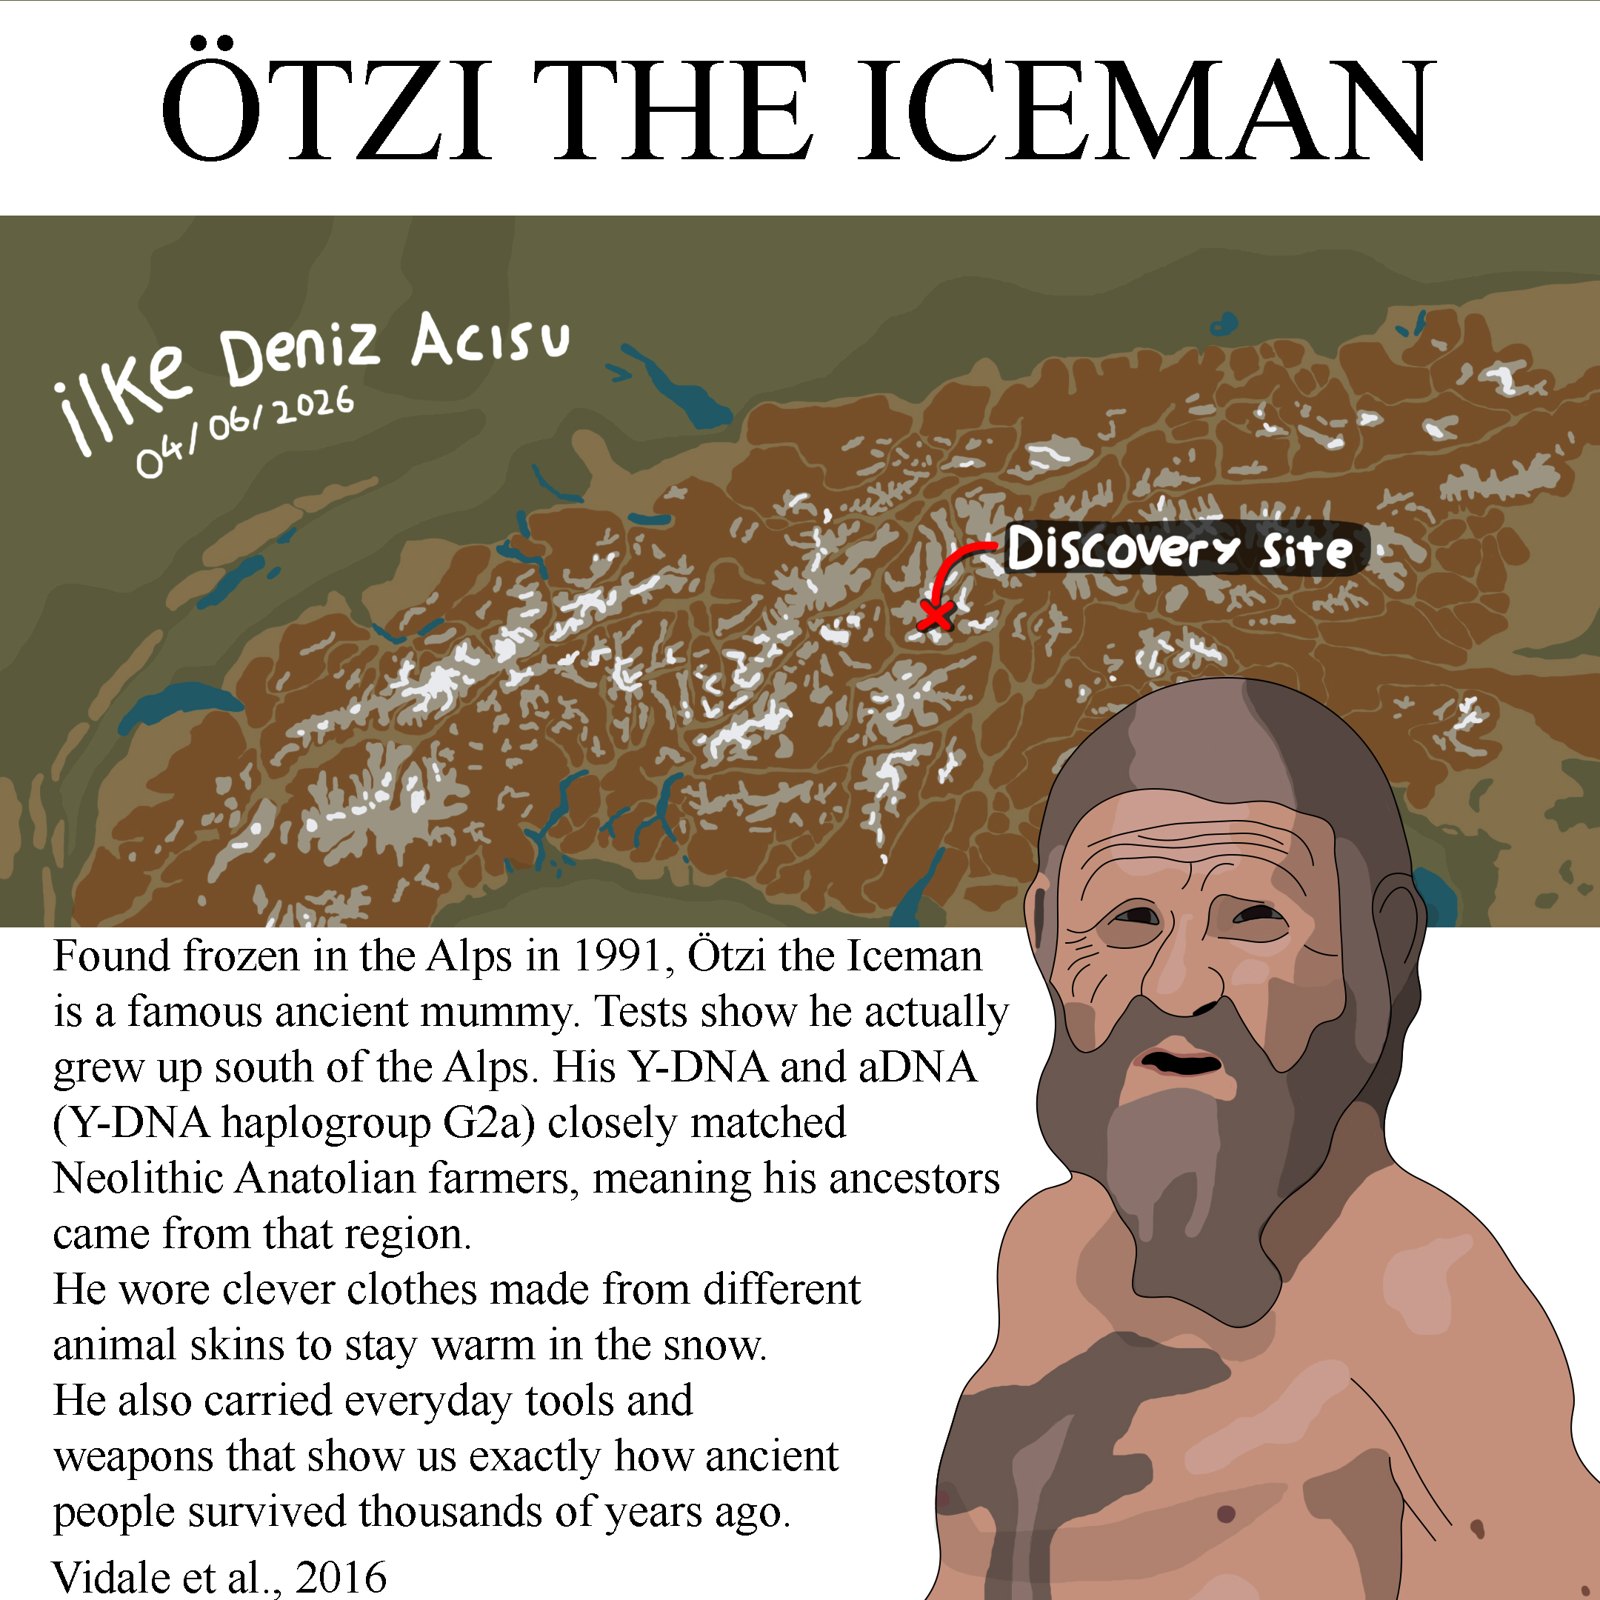 ÖTZI THE ICEMAN
ilke Deniz Acısu
04/06/2026
Discovery Site
Found frozen in the Alps in 1991, Ötzi the Iceman
is a famous ancient mummy. Tests show he actually
grew up south of the Alps. His Y-DNA and aDNA
(Y-DNA haplogroup G2a) closely matched
Neolithic Anatolian farmers, meaning his ancestors
came from that region.
He wore clever clothes made from different
animal skins to stay warm in the snow.
He also carried everyday tools and
weapons that show us exactly how ancient
people survived thousands of years ago.
Vidale et al., 2016